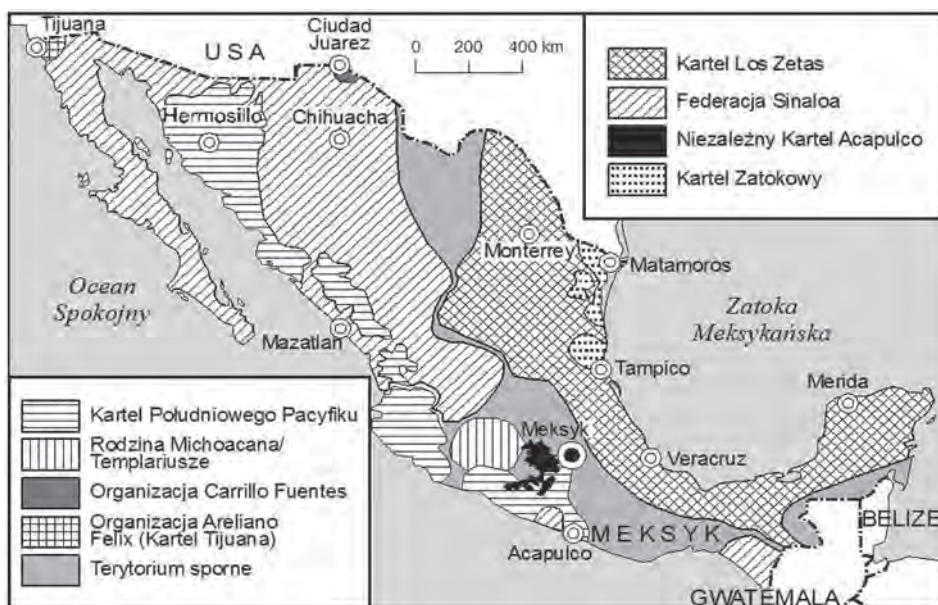 Tijuana
USA
Ciudad
Juarez
0 200 400 km
Kartel Los Zetas
Federacja Sinaloa
Niezależny Kartel Acapulco
Kartel Zatokowy
Hermosillo
Chihuacha
Monterrey
Matamoros
Ocean
Spokojny
Zatoka
Meksykańska
Mazatlan
Tampico
Merida
Kartel Południowego Pacyfiku
Rodzina Michoacana/
Templariusze
Organizacja Carrillo Fuentes
Organizacja Areliano
Felix (Kartel Tijuana)
Terytorium sporne
Meksyk
Veracruz
MEKSYK
BELIZE
Acapulco
GWATEMALA